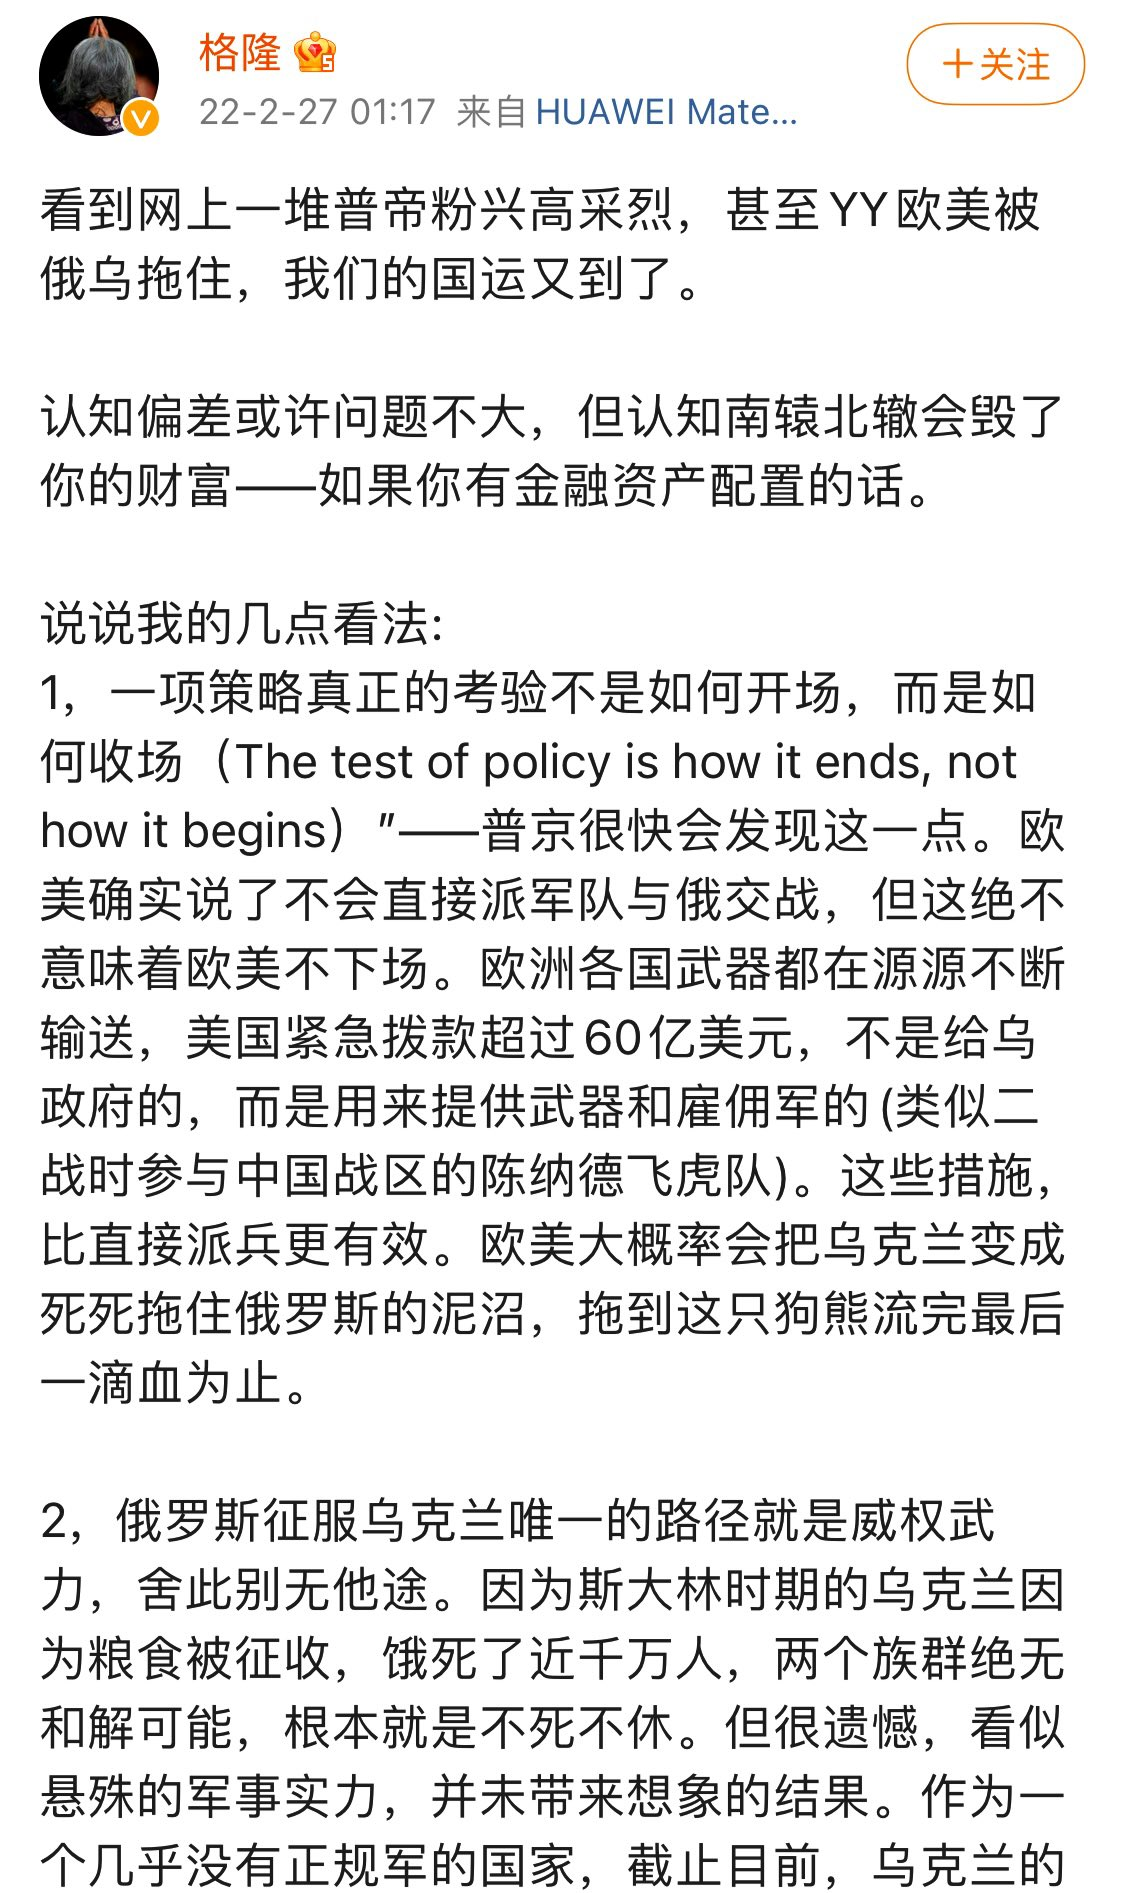 格隆
5
V
+关注
22-2-27 01:17 来自 HUAWEI Mate...
看到网上一堆普帝粉兴高采烈，甚至YY欧美被
俄乌拖住，我们的国运又到了。
认知偏差或许问题不大，但认知南辕北辙会毁了
你的财富——如果你有金融资产配置的话。
说说我的几点看法:
1，一项策略真正的考验不是如何开场，而是如
何收场（The test of policy is how it ends, not
how it begins）"——普京很快会发现这一点。欧
美确实说了不会直接派军队与俄交战，但这绝不
意味着欧美不下场。欧洲各国武器都在源源不断
输送，美国紧急拨款超过60亿美元，不是给乌
政府的，而是用来提供武器和雇佣军的(类似二
战时参与中国战区的陈纳德飞虎队)。这些措施，
比直接派兵更有效。欧美大概率会把乌克兰变成
死死拖住俄罗斯的泥沼，拖到这只狗熊流完最后
一滴血为止。
2，俄罗斯征服乌克兰唯一的路径就是威权武
力，舍此别无他途。因为斯大林时期的乌克兰因
为粮食被征收，饿死了近千万人，两个族群绝无
和解可能，根本就是不死不休。但很遗憾，看似
悬殊的军事实力，并未带来想象的结果。作为一
个几乎没有正规军的国家，截止目前，乌克兰的